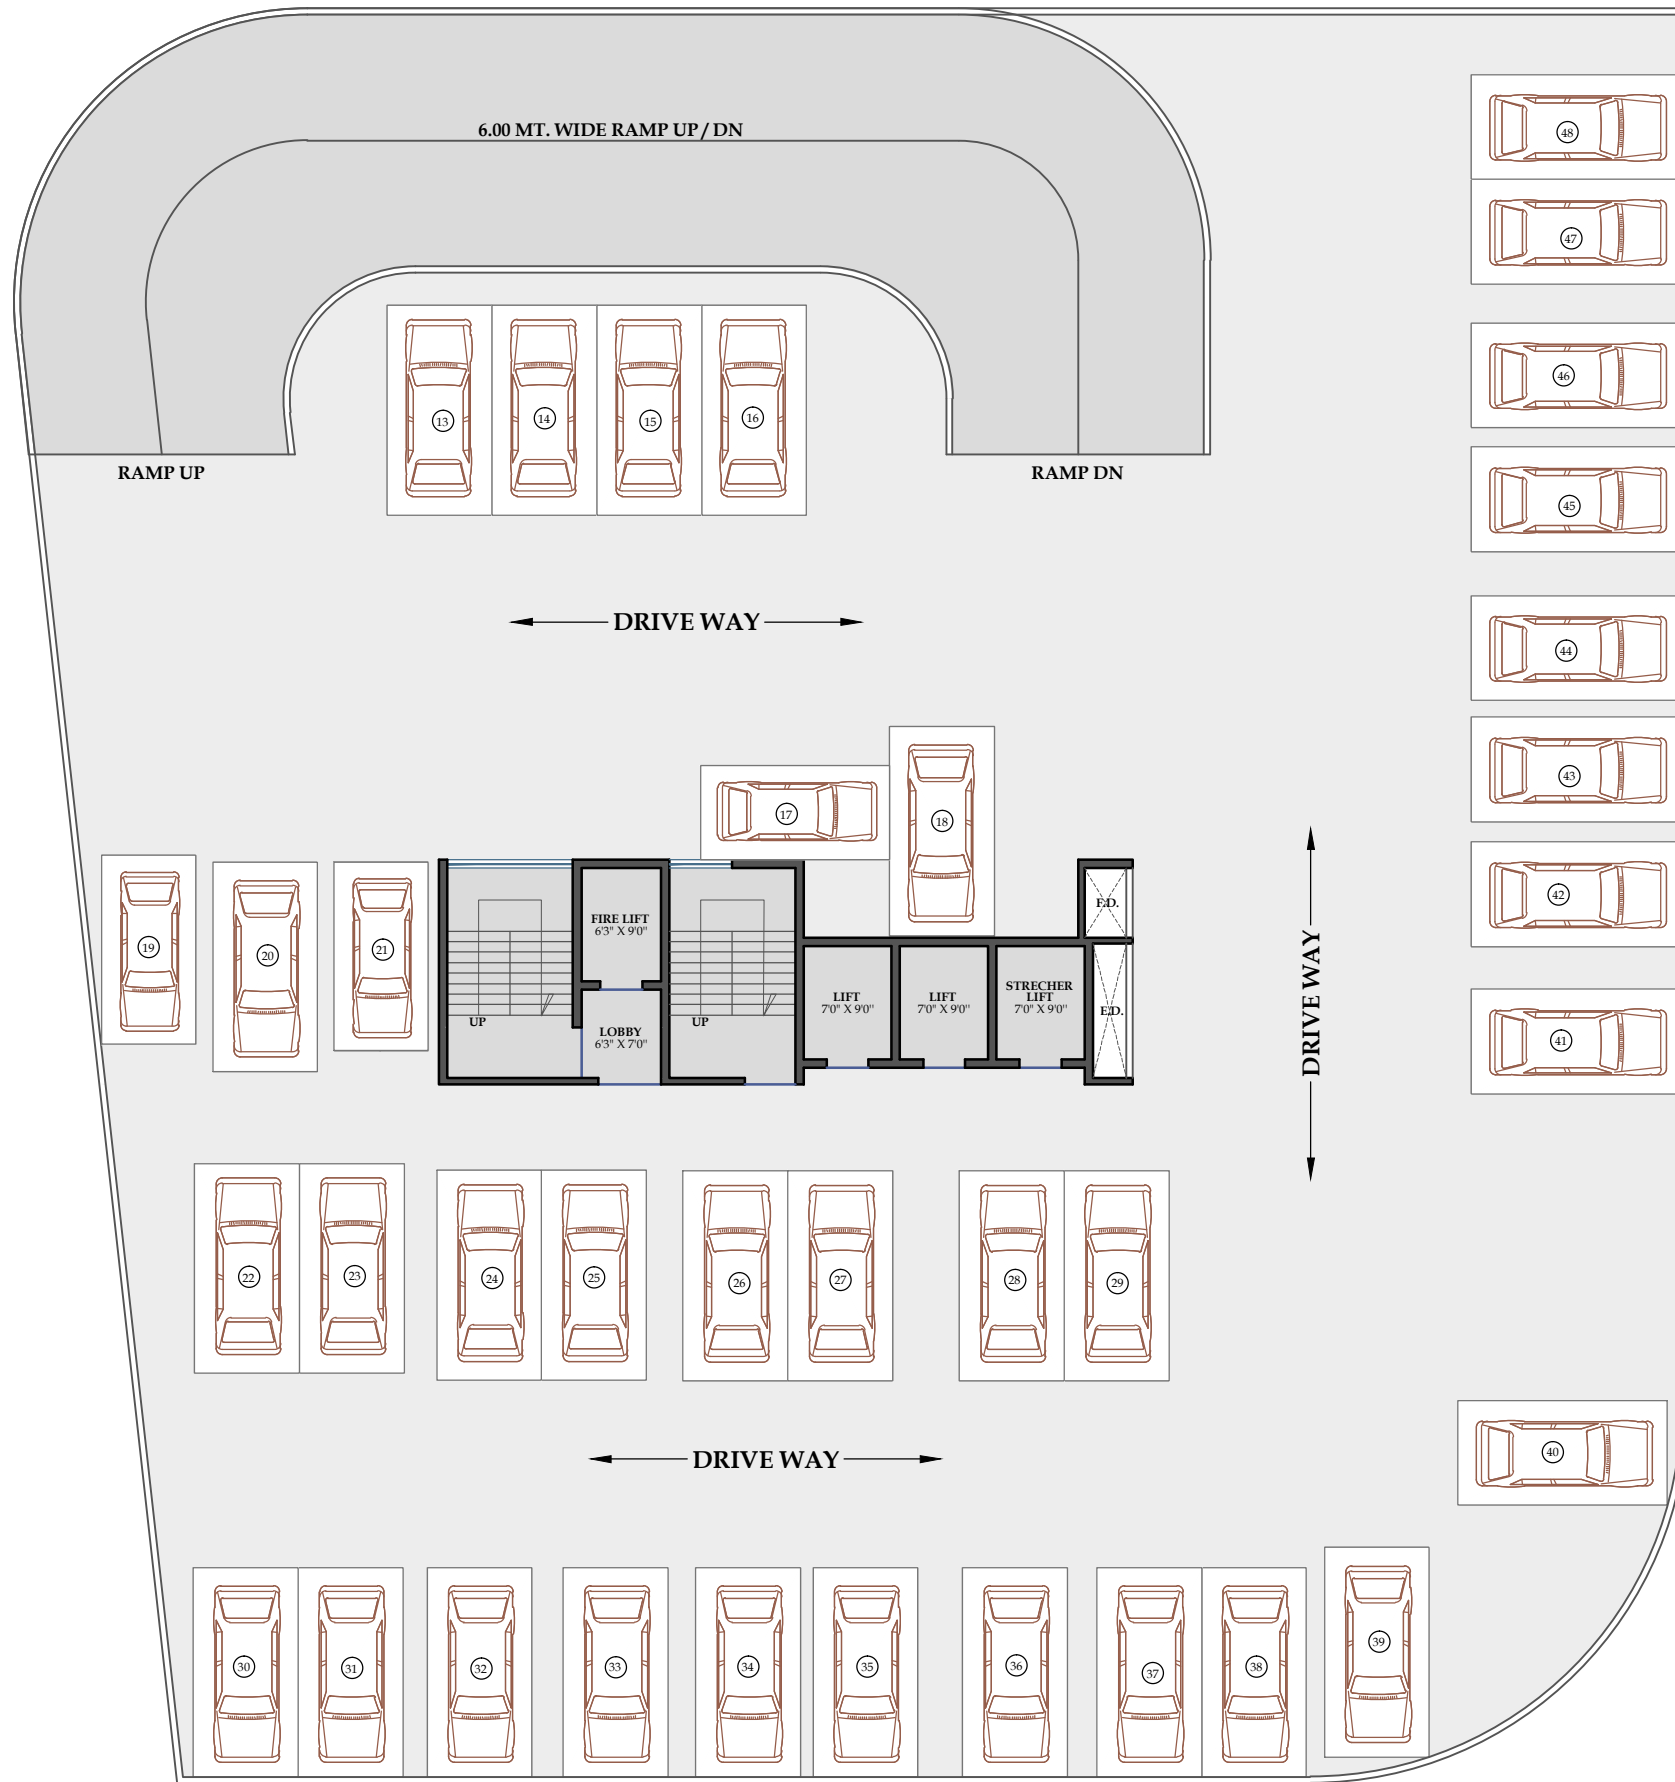 6.00 MT. WIDE RAMP UP / DN
48
47
46
13
14
15
16
RAMP UP
RAMP DN
45
DRIVE WAY
44
43
17
18
42
19
20
21
FIRE LIFT
6'3" X 9'0"
F.D.
LIFT
7'0" X 9'0"
LIFT
7'0" X 9'0"
STRECHER
LIFT
7'0" X 9'0"
E.D.
UP
LOBBY
6'3" X 7'0"
UP
DRIVE WAY
41
22
23
24
25
26
27
28
29
DRIVE WAY
40
30
31
32
33
34
35
36
37
38
39